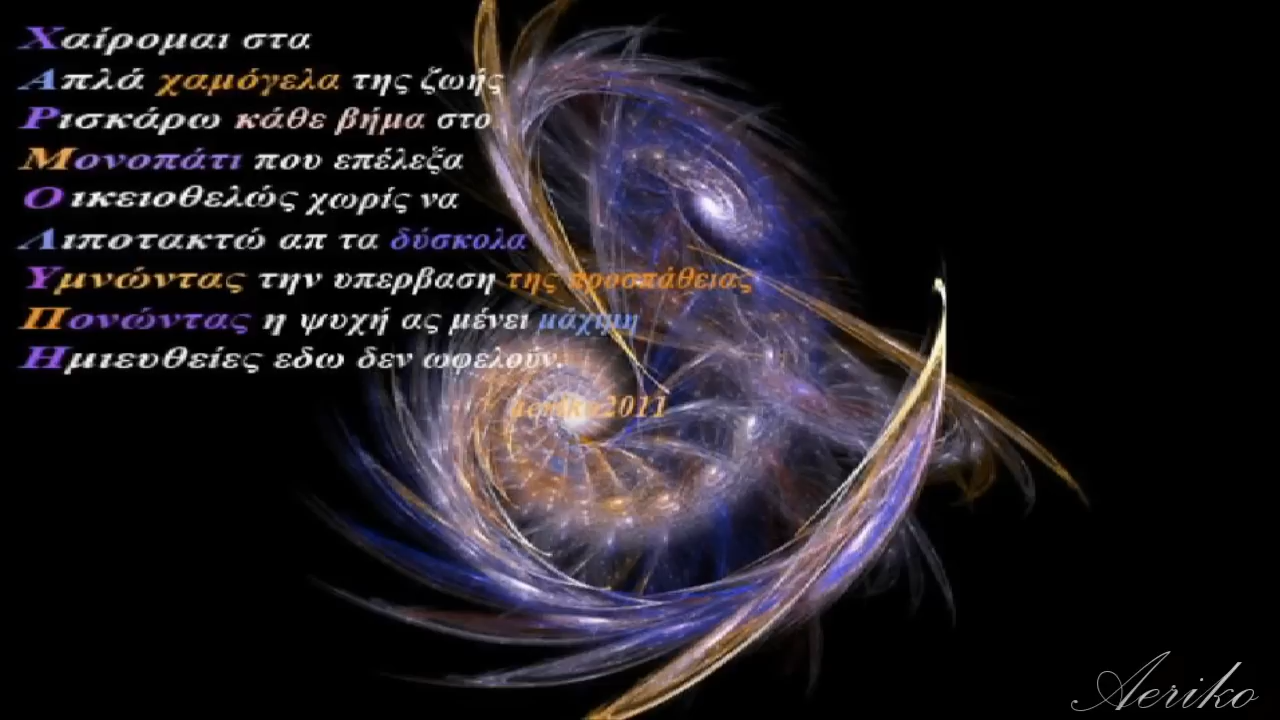 Χαίρομαι στα
Απλά χαμόγελα της ζωής
Ρισκάρω κάθε βήμα στο
Μονοπάτι που επέλεξα
Οικειοθελώς χωρίς να
Λιποτακτώ απ τα δύσκολα
Υμνώντας την υπερβαση της προσπάθειας
Πονώντας η ψυχή ας μένει μάχιμη
Ημιευθείες εδω δεν ωφελούν.
aeriko2011
Aeriko